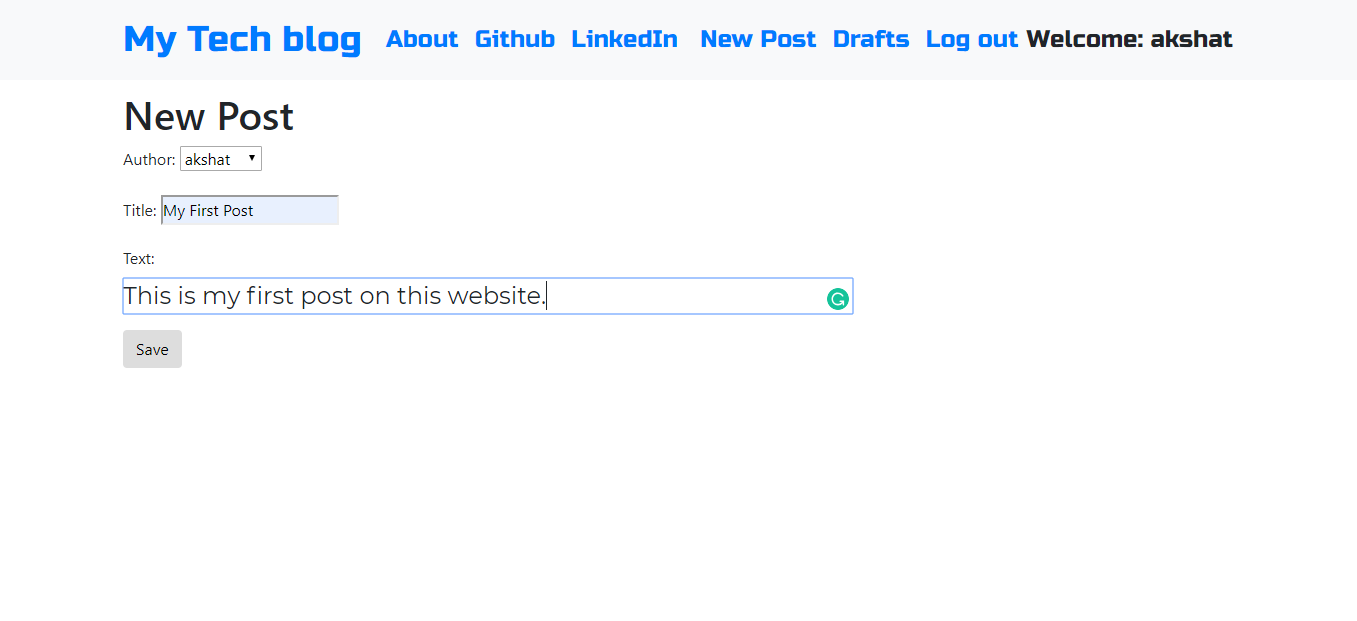 My Tech blog About Github LinkedIn New Post Drafts Log out Welcome: akshat
New Post
Author: akshat
Title: My First Post
Text:
This is my first post on this website.
Save